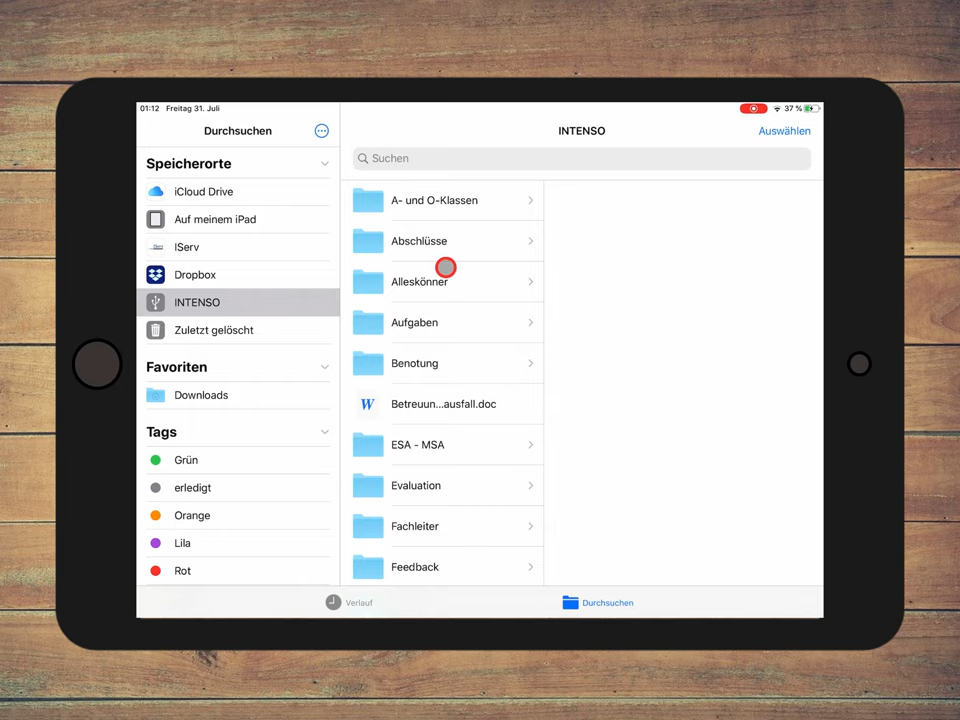 01:12 Freitag 31. Juli
37 %
Durchsuchen
Speicherorte
iCloud Drive
Auf meinem iPad
IServ
Dropbox
INTENSO
Zuletzt gelöscht
Favoriten
Downloads
Tags
Grün
erledigt
Orange
Lila
Rot
INTENSO
Auswählen
Suchen
A- und O-Klassen
Abschlüsse
Alleskönner
Aufgaben
Benotung
W
Betreuun...ausfall.doc
ESA - MSA
Evaluation
Fachleiter
Feedback
Verlauf
Durchsuchen